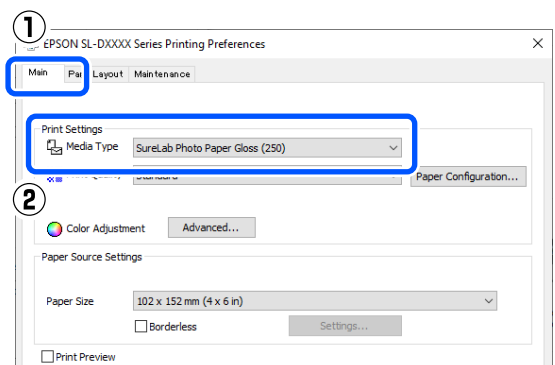 ①
EPSON SL-DXXXX Series Printing Preferences
Main Page Layout Maintenance
Print Settings
Media Type SureLab Photo Paper Gloss (250)
Paper Configuration...
②
Color Adjustment Advanced...
Paper Source Settings
Paper Size 102 x 152 mm (4 x 6 in)
Borderless Settings...
Print Preview